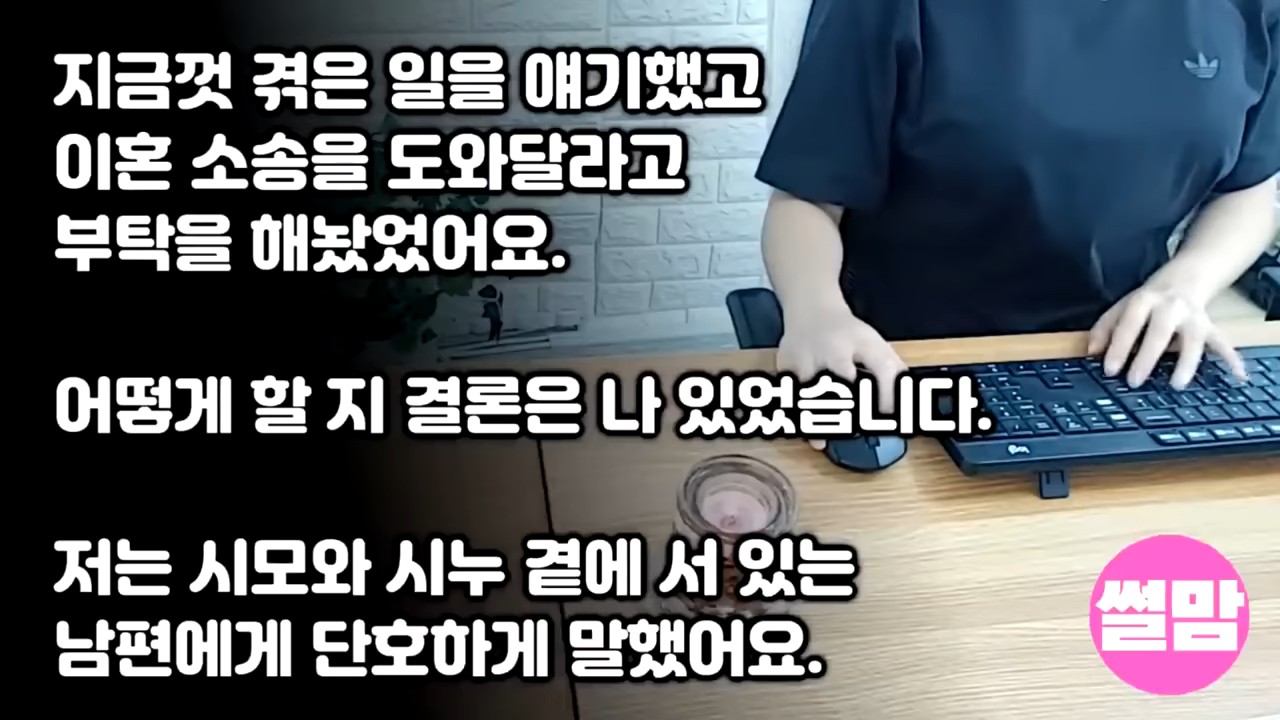 지금껏 겪은 일을 얘기했고
이혼 소송을 도와달라고
부탁을 해놨었어요.
어떻게 할 지 결론은 나 있었습니다.
저는 시모와 시누 곁에 서 있는
남편에게 단호하게 말했어요.
썰맘